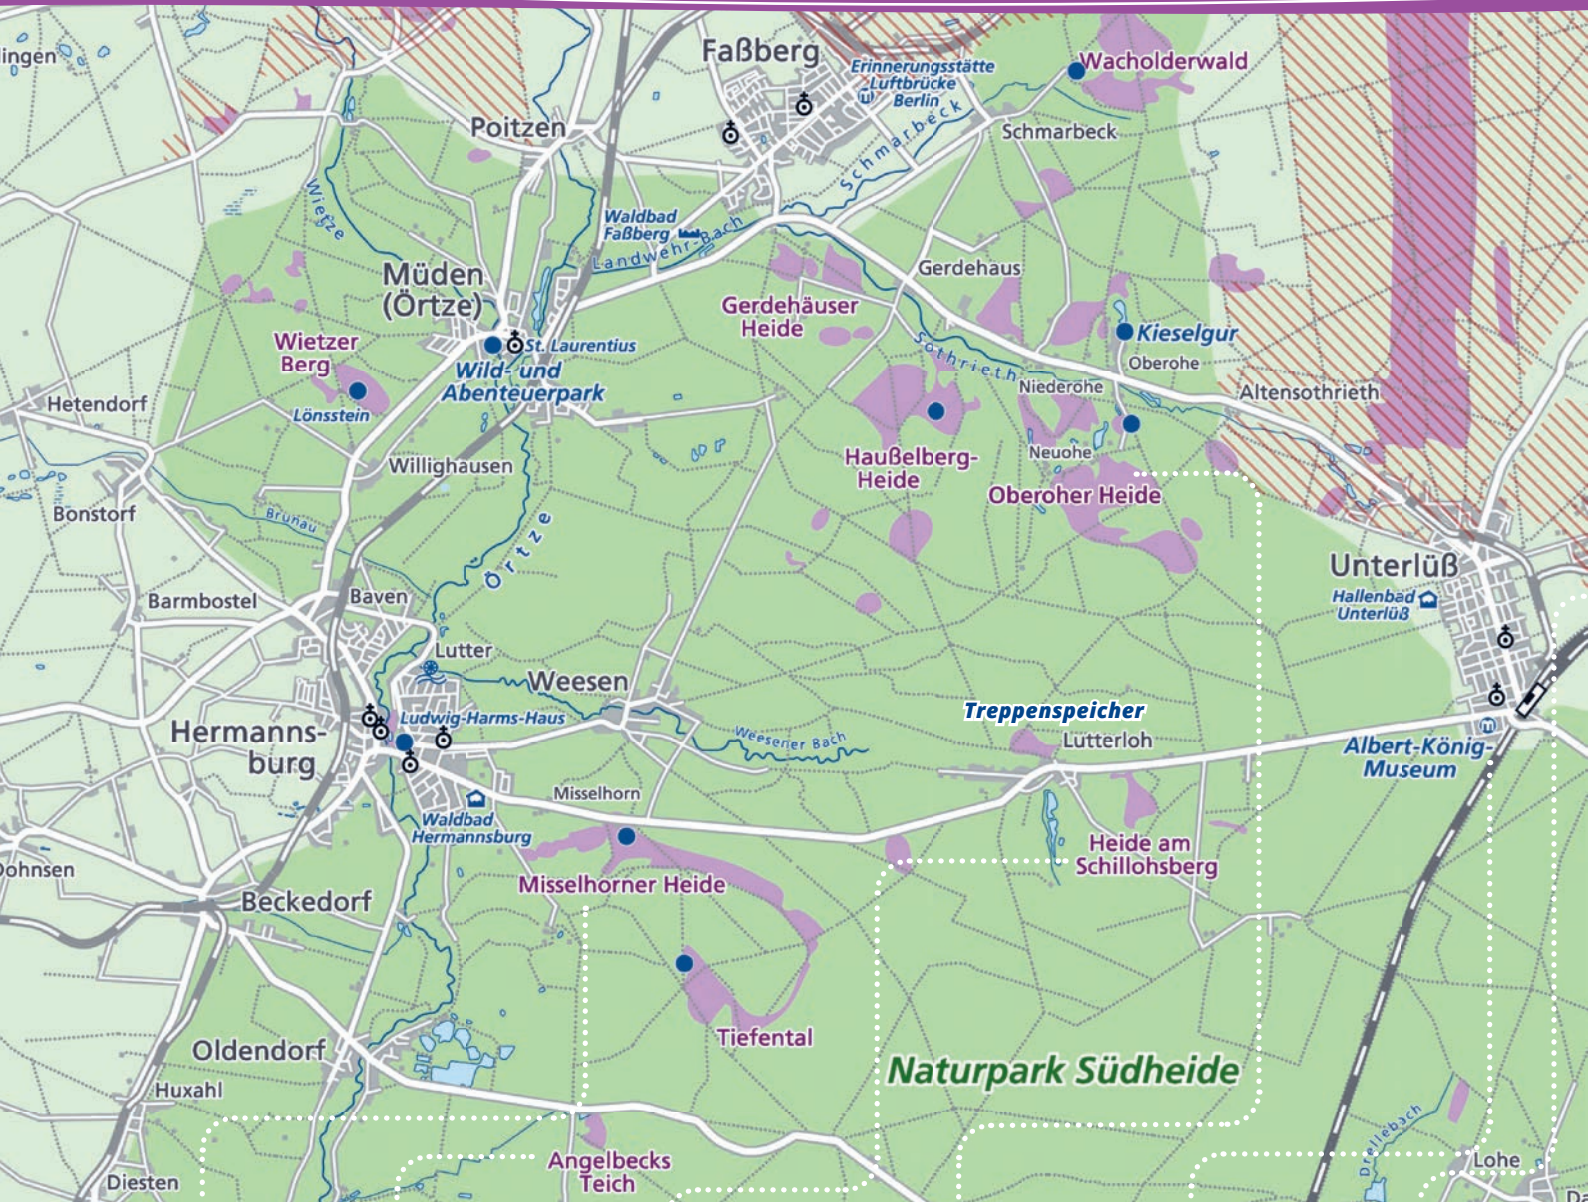 Faßberg
Wacholderwald
Erinnerungsstätte
Luftbrücke
Berlin
Poitzen
Schmarbeck
Schmarbeck
Wietze
Waldbad
Faßberg
Landwehr-Bach
Müden
(Örtze)
Gerdehaus
Gerdehäuser
Heide
Wietzer
Berg
St. Laurentius
Wild- und
Abenteuerpark
Kieselgur
Oberohe
Sothrieth
Niederohe
Altensothrieth
Hetendorf
Lönsstein
Haußelberg-
Heide
Neuohe
Willighausen
Oberoher Heide
Bonstorf
Brunau
Örtze
Unterlüß
Hallenbad
Unterlüß
Barmbostel
Baven
Lutter
Weesen
Treppenspeicher
Ludwig-Harms-Haus
Hermanns-
burg
Weesener Bach
Lutterloh
Albert-König-
Museum
Misselhorn
Waldbad
Hermannsburg
Heide am
Schillohsberg
Misselhorner Heide
Beckedorf
Tiefental
Oldendorf
Naturpark Südheide
Huxahl
Drellebach
Angelbecks
Teich
Lohe
Diesten